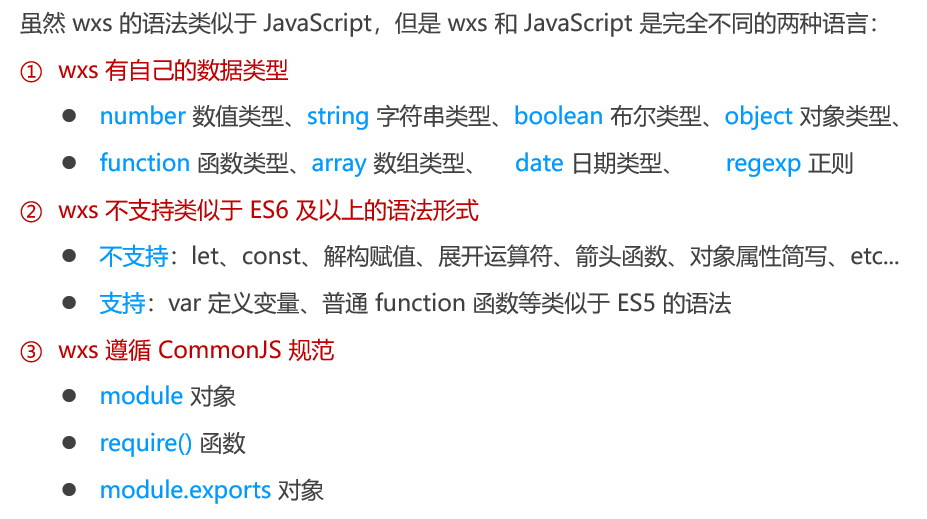 虽然 wxs 的语法类似于 JavaScript，但是 wxs 和 JavaScript 是完全不同的两种语言：
① wxs 有自己的数据类型
● number 数值类型、string 字符串类型、boolean 布尔类型、object 对象类型、
● function 函数类型、array 数组类型、 date 日期类型、 regexp 正则
② wxs 不支持类似于 ES6 及以上的语法形式
● 不支持：let、const、解构赋值、展开运算符、箭头函数、对象属性简写、etc...
● 支持：var 定义变量、普通 function 函数等类似于 ES5 的语法
③ wxs 遵循 CommonJS 规范
● module 对象
● require() 函数
● module.exports 对象